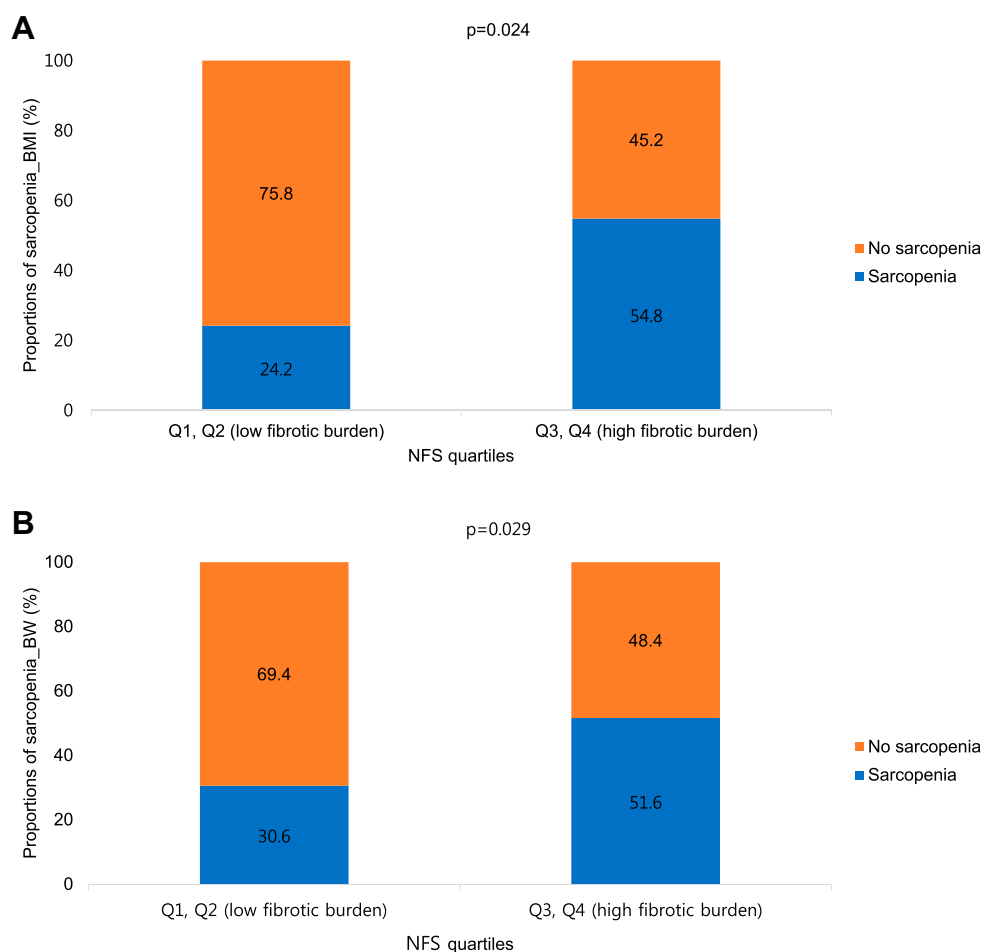 A
p=0.024
Proportions of sarcopenia_BMI (%)
100
80
60
40
20
0
75.8
24.2
45.2
54.8
No sarcopenia
Sarcopenia
Q1, Q2 (low fibrotic burden)
Q3, Q4 (high fibrotic burden)
NFS quartiles
B
p=0.029
Proportions of sarcopenia_BW (%)
100
80
60
40
20
0
69.4
30.6
48.4
51.6
No sarcopenia
Sarcopenia
Q1, Q2 (low fibrotic burden)
Q3, Q4 (high fibrotic burden)
NFS quartiles